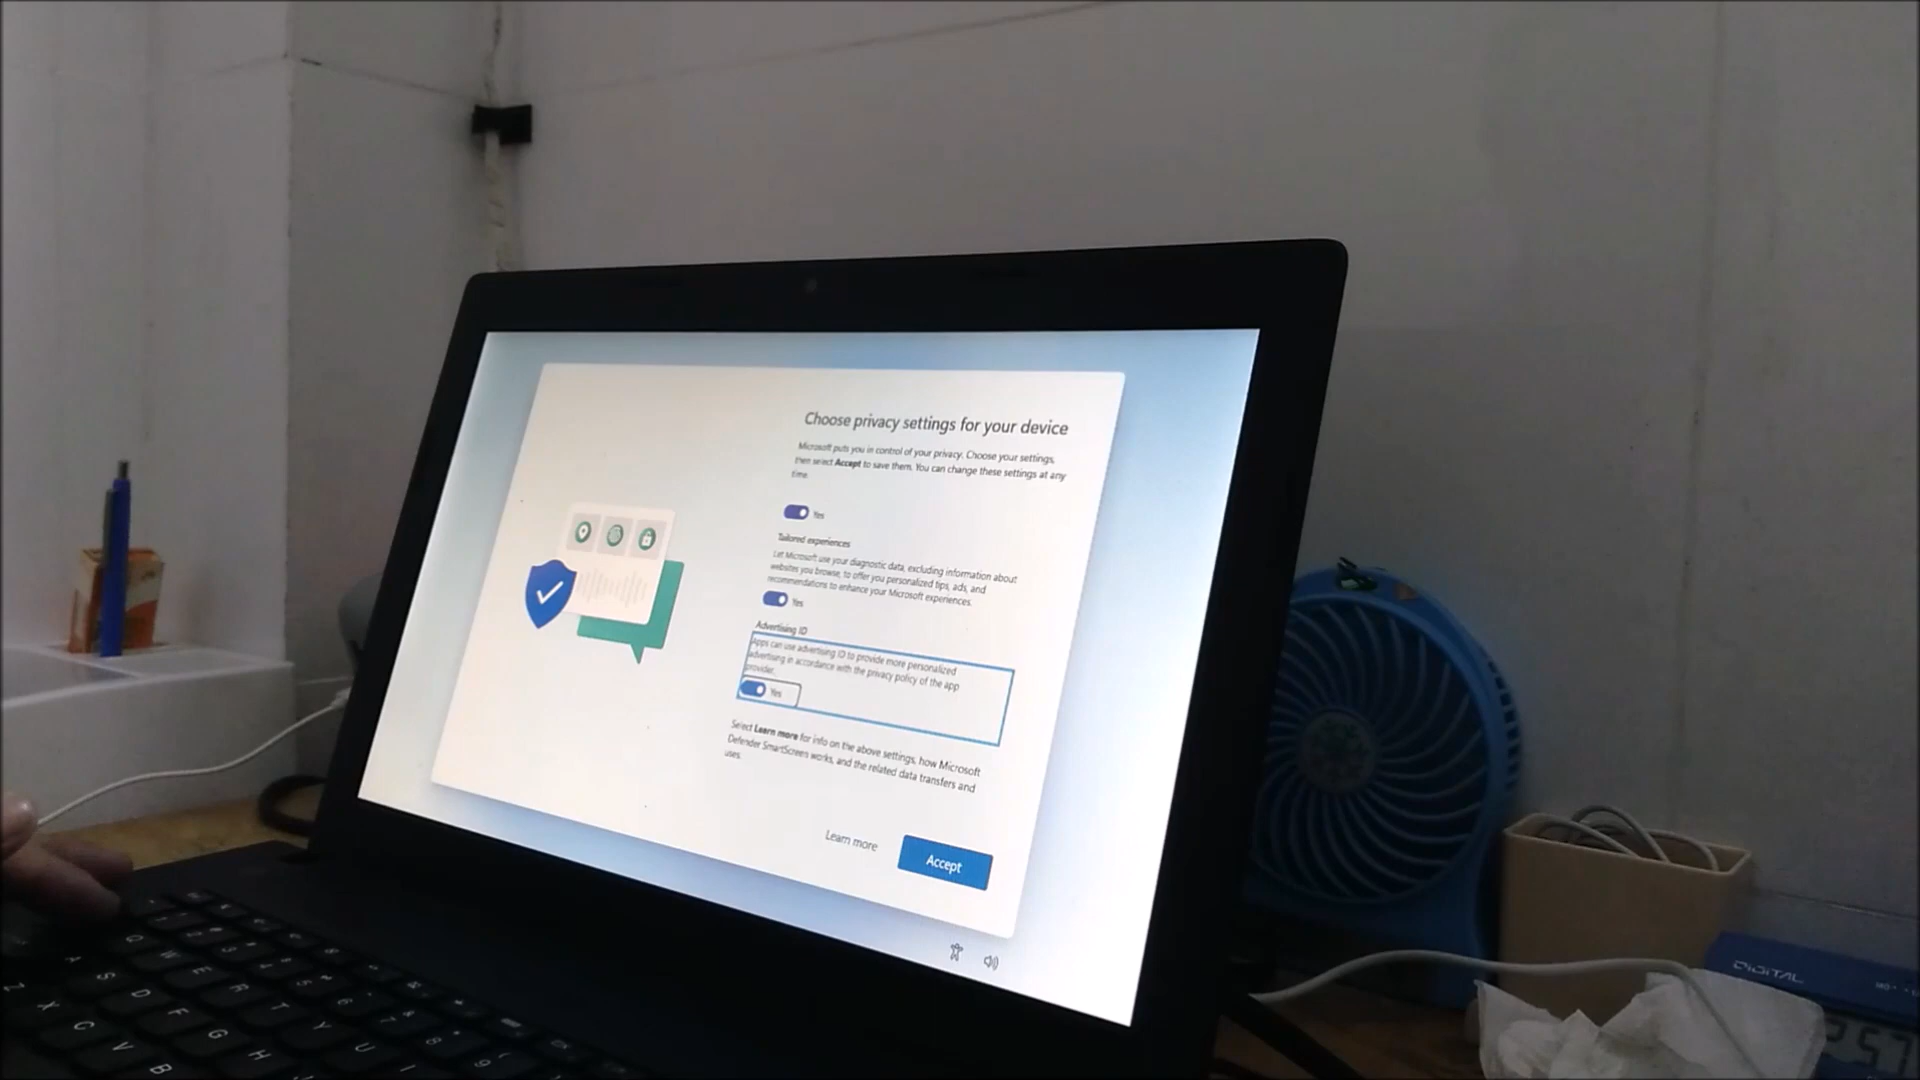 Choose privacy settings for your device
Microsoft puts you in control of your privacy. Choose your settings,
then select Accept to save them. You can change these settings at any
time.
Yes
Tailored experiences
Let Microsoft use your diagnostic data, excluding information about
websites you browse, to offer you personalized tips, ads, and
recommendations to enhance your Microsoft experiences.
Yes
Advertising ID
Apps can use advertising ID to provide more personalized
advertising in accordance with the privacy policy of the app
provider.
Yes
Select Learn more for info on the above settings, how Microsoft
Defender SmartScreen works, and the related data transfers and
uses.
Learn more
Accept
DIGITAL
Q W E R T Y U I
A S D F G H
Z X C V B